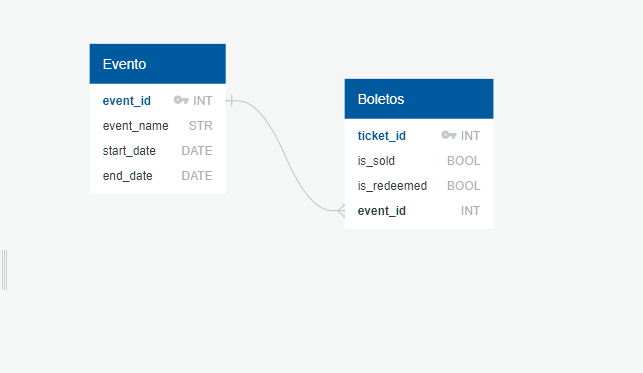 Evento
event_id INT
event_name STR
start_date DATE
end_date DATE
Boletos
ticket_id INT
is_sold BOOL
is_redeemed BOOL
event_id INT